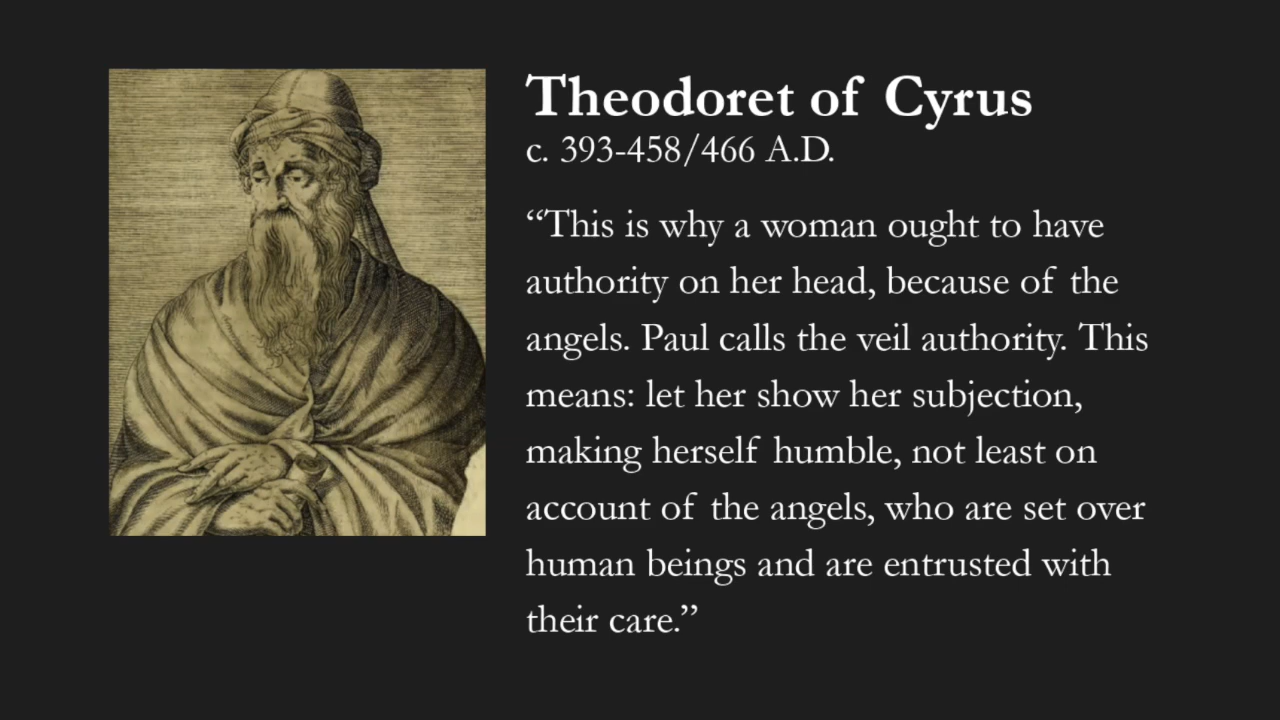 Theodoret of Cyrus
c. 393-458/466 A.D.
“This is why a woman ought to have
authority on her head, because of the
angels. Paul calls the veil authority. This
means: let her show her subjection,
making herself humble, not least on
account of the angels, who are set over
human beings and are entrusted with
their care.”